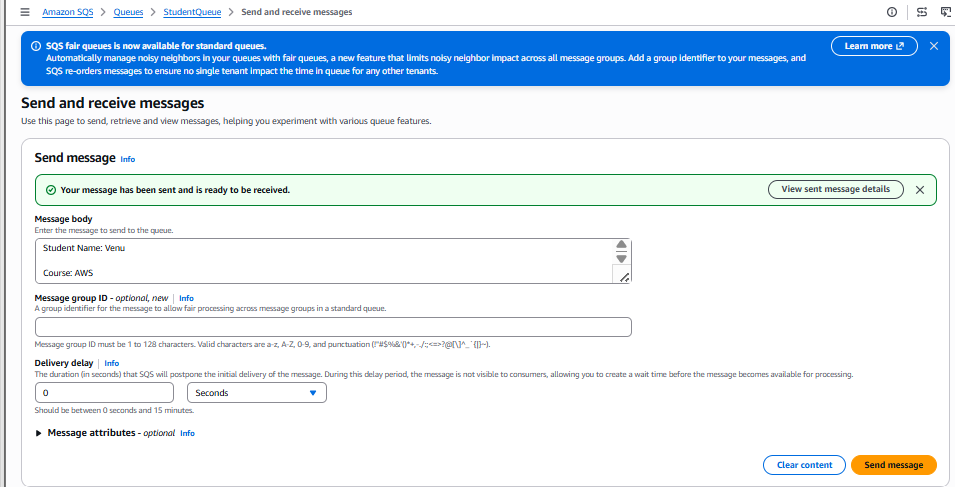 Amazon SQS > Queues > StudentQueue > Send and receive messages
SQS fair queues is now available for standard queues.
Automatically manage noisy neighbors in your queues with fair queues, a new feature that limits noisy neighbor impact across all message groups. Add a group identifier to your messages, and
SQS re-orders messages to ensure no single tenant impact the time in queue for any other tenants.
Learn more
Send and receive messages
Use this page to send, retrieve and view messages, helping you experiment with various queue features.
Send message Info
Your message has been sent and is ready to be received.
View sent message details
Message body
Enter the message to send to the queue.
Student Name: Venu
Course: AWS
Message group ID - optional, new | Info
A group identifier for the message to allow fair processing across message groups in a standard queue.
Message group ID must be 1 to 128 characters. Valid characters are a-z, A-Z, 0-9, and punctuation (!"#$%&'()*+,-./:;<=>?@[\]^_`{|}~).
Delivery delay | Info
The duration (in seconds) that SQS will postpone the initial delivery of the message. During this delay period, the message is not visible to consumers, allowing you to create a wait time before the message becomes available for processing.
0
Seconds
Should be between 0 seconds and 15 minutes.
Message attributes - optional Info
Clear content
Send message